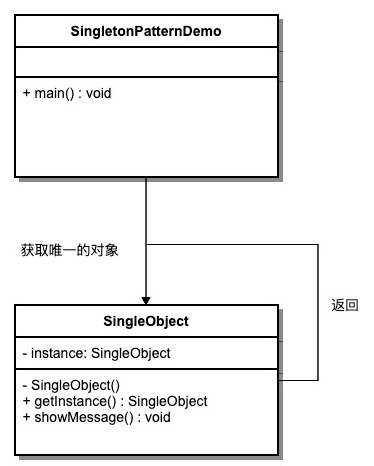 SingletonPatternDemo
+ main() : void
获取唯一的对象
返回
SingleObject
- instance: SingleObject
- SingleObject()
+ getInstance() : SingleObject
+ showMessage() : void